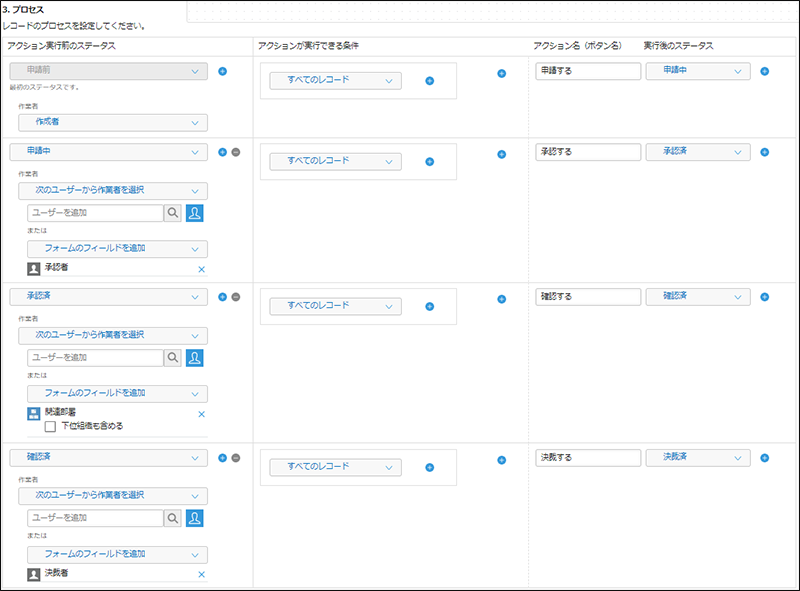 3. プロセス
レコードのプロセスを設定してください。
アクション実行前のステータス アクションが実行できる条件 アクション名（ボタン名） 実行後のステータス
申請前 すべてのレコード 申請する 申請中
最初のステータスです。
作業者
作成者
申請中 すべてのレコード 承認する 承認済
作業者
次のユーザーから作業者を選択
ユーザーを追加
または
フォームのフィールドを追加
承認者
承認済 すべてのレコード 確認する 確認済
作業者
次のユーザーから作業者を選択
ユーザーを追加
または
フォームのフィールドを追加
関連部署
下位組織も含める
確認済 すべてのレコード 決裁する 決裁済
作業者
次のユーザーから作業者を選択
ユーザーを追加
または
フォームのフィールドを追加
決裁者